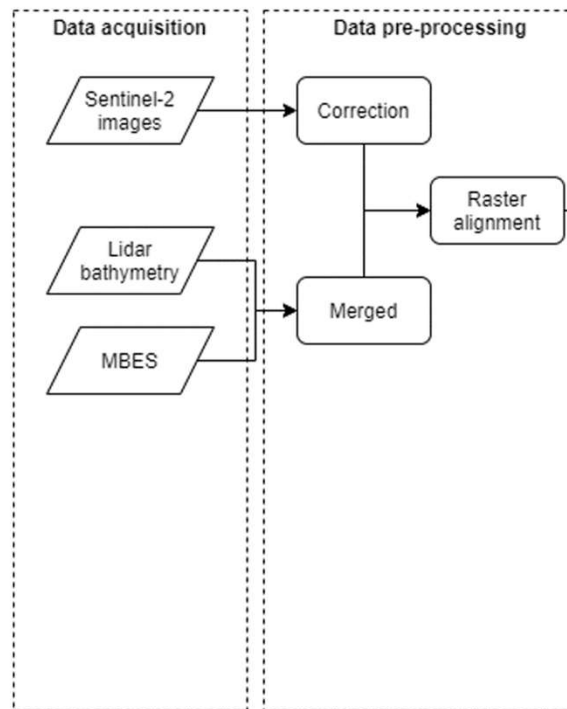 Data acquisition
Data pre-processing
Sentinel-2
images
Correction
Raster
alignment
Lidar
bathymetry
Merged
MBES